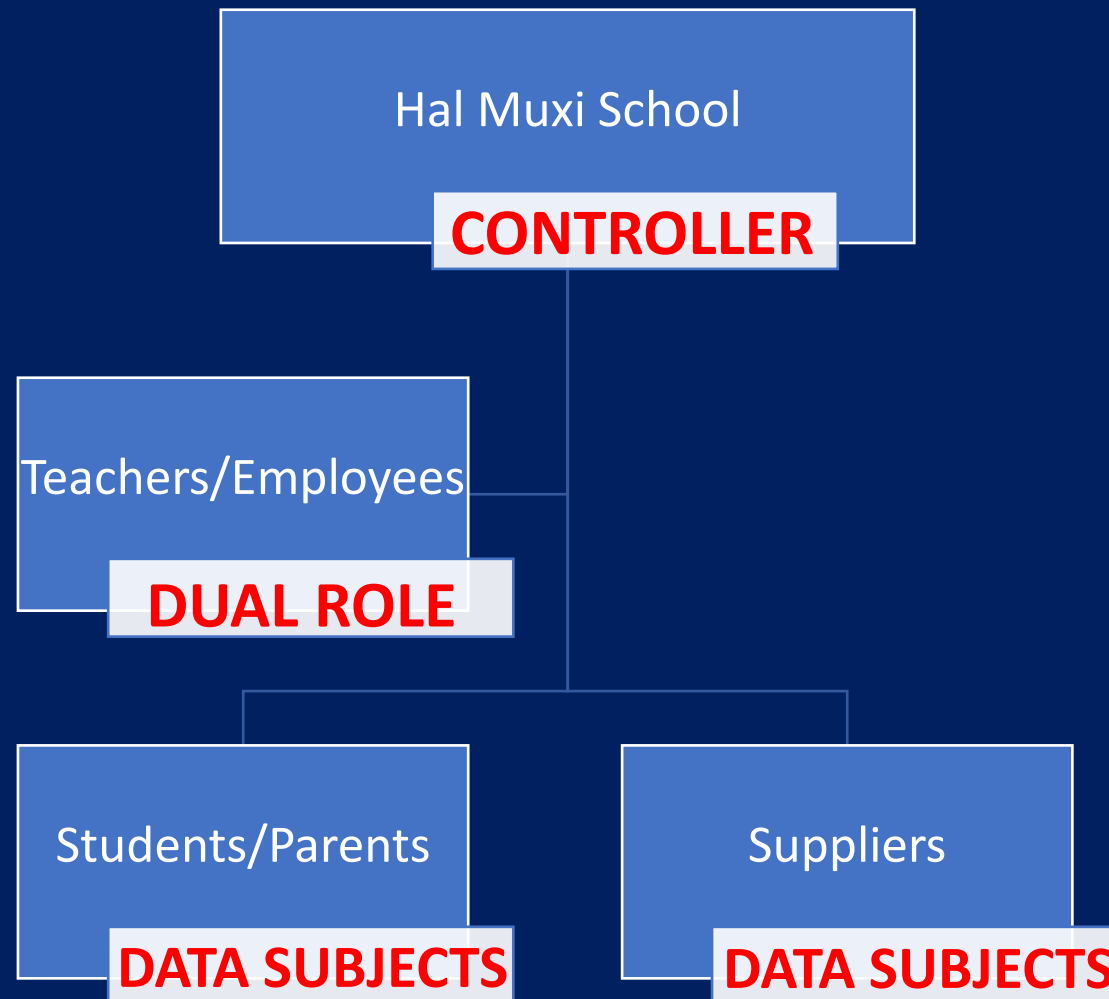 Hal Muxi School
CONTROLLER
Teachers/Employees
DUAL ROLE
Students/Parents
DATA SUBJECTS
Suppliers
DATA SUBJECTS